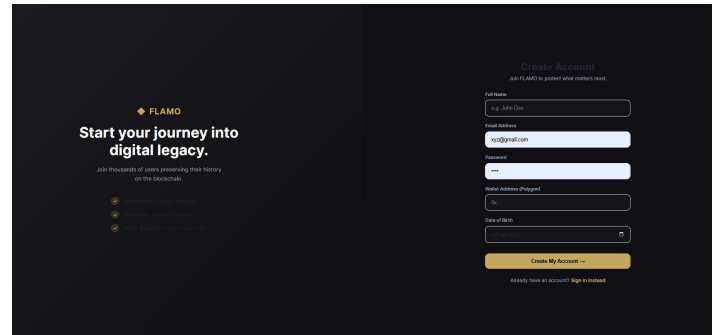 FLAMO
Start your journey into
digital legacy.
Join thousands of users preserving their history
on the blockchain.
Create Account
Join FLAMO to protect what matters most.
Full Name
e.g. John Doe
Email Address
xyz@gmail.com
Password
••••
Wallet Address (Polygon)
0x...
Date of Birth
Create My Account →
Already have an account? Sign in instead